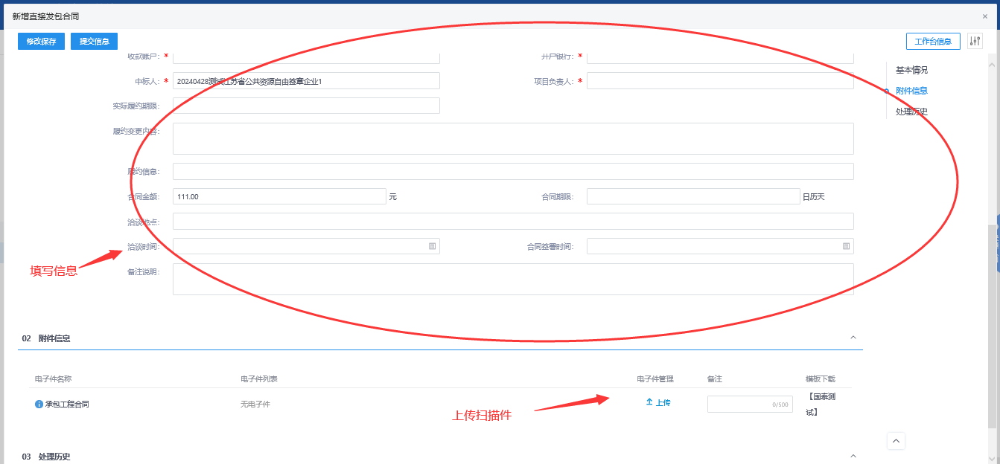 新增直接发包合同
×
修改保存 提交信息 工作台信息
收款账户: * 开户银行: *
基本情况
中标人: * 20240428测试江苏省公共资源自由签章企业1 项目负责人: *
附件信息
实际履约期限:
处理历史
履约变更内容:
履约信息:
合同金额: 111.00 元 合同期限: 日历天
洽谈地点:
洽谈时间: 合同签署时间:
填写信息
备注说明:
02 附件信息
电子件名称 电子件列表 电子件管理 备注 模板下载
承包工程合同 无电子件 上传 0/500 【国泰测
试】
上传扫描件
03 处理历史